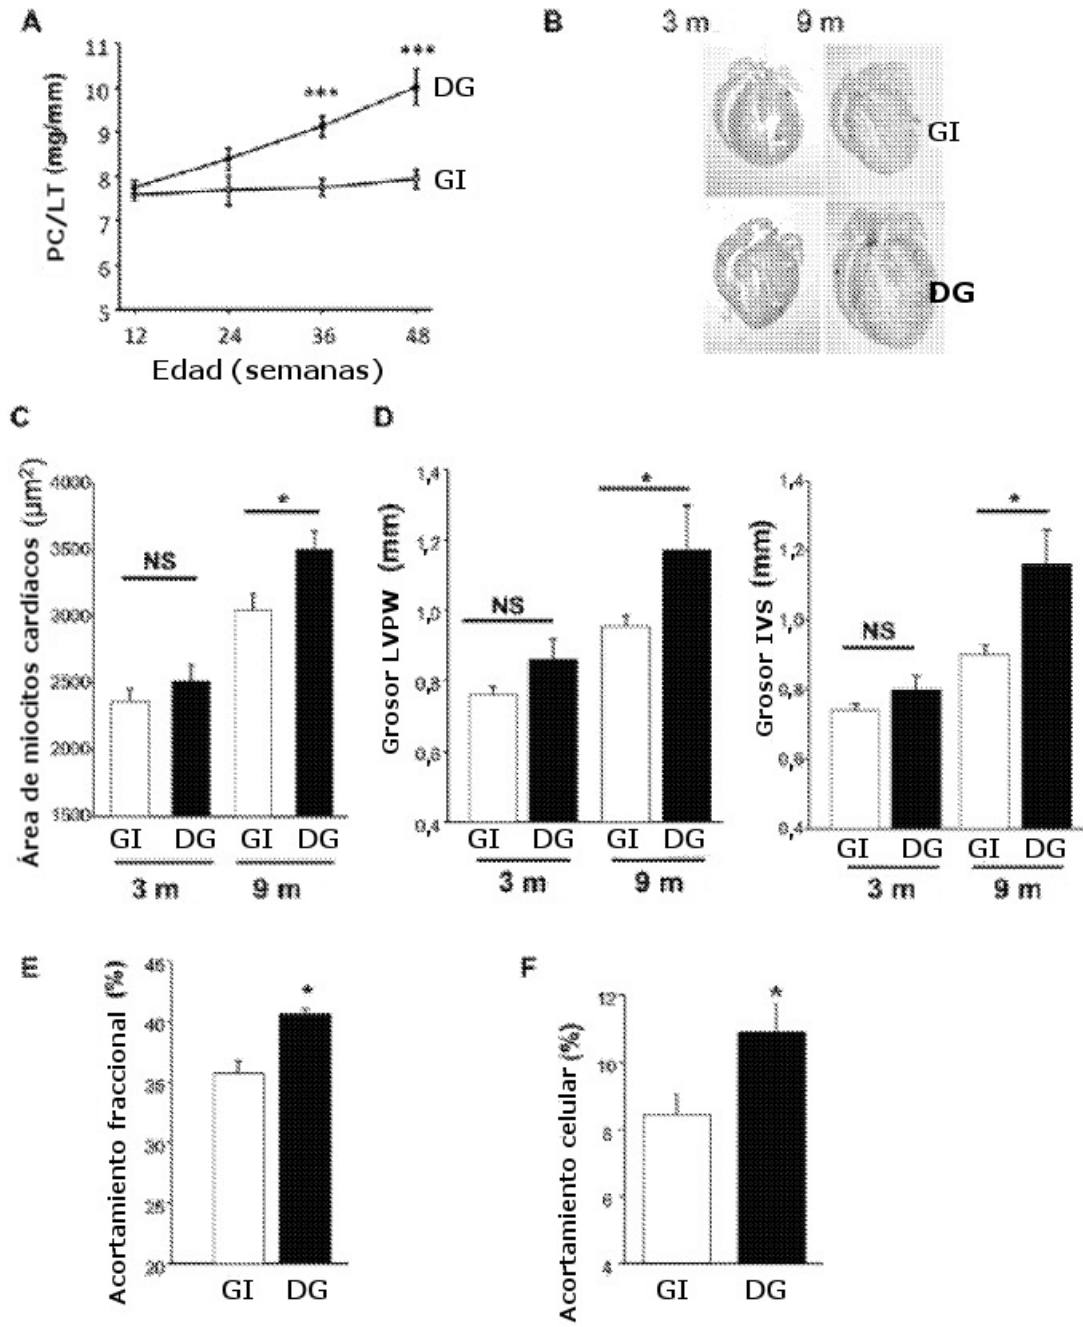 A
PC/LT (mg/mm)
11
10
9
8
7
6
5
12 24 36 48
Edad (semanas)
***
***
DG
GI
B
3 m 9 m
GI
DG
C
Área de miocitos cardíacos (µm²)
4000
3500
3000
2500
2000
1500
NS
*
GI DG GI DG
3 m 9 m
D
Grosor LVPW (mm)
1,4
1,2
1,0
0,8
0,6
0,4
NS
*
GI DG GI DG
3 m 9 m
Grosor IVS (mm)
1,4
1,2
1,0
0,8
0,6
0,4
NS
*
GI DG GI DG
3 m 9 m
E
Acortamiento fraccional (%)
45
40
35
30
25
20
*
GI DG
F
Acortamiento celular (%)
12
10
8
6
4
*
GI DG